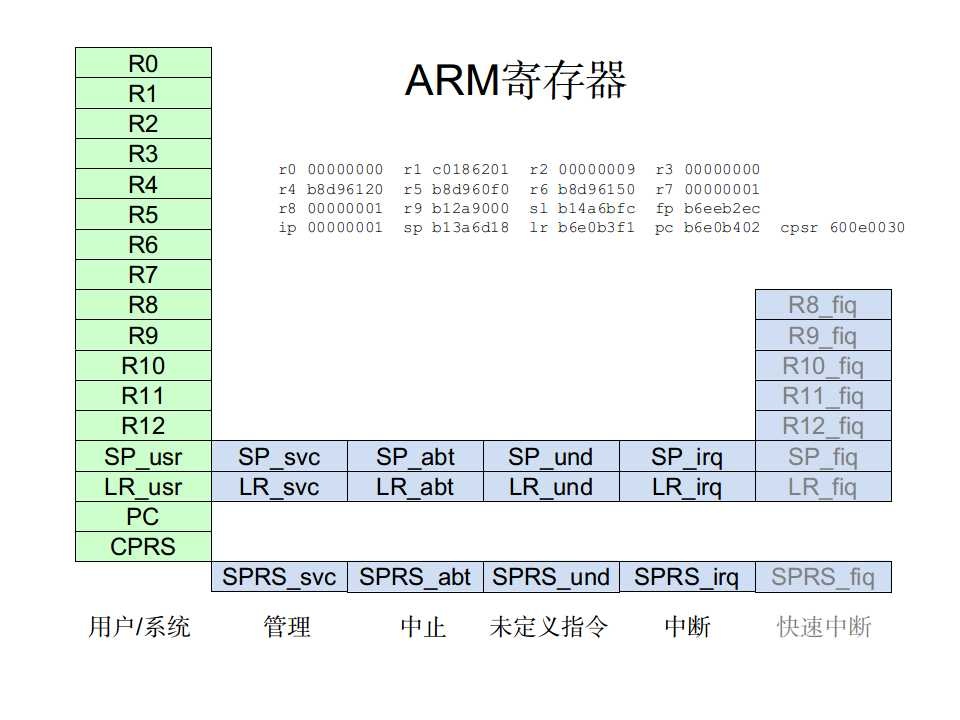 ARM寄存器
r0 00000000 r1 c0186201 r2 00000009 r3 00000000
r4 b8d96120 r5 b8d960f0 r6 b8d96150 r7 00000001
r8 00000001 r9 b12a9000 sl b14a6bfc fp b6eeb2ec
ip 00000001 sp b13a6d18 lr b6e0b3f1 pc b6e0b402 cpsr 600e0030
R0
R1
R2
R3
R4
R5
R6
R7
R8 R8_fiq
R9 R9_fiq
R10 R10_fiq
R11 R11_fiq
R12 R12_fiq
SP_usr SP_svc SP_abt SP_und SP_irq SP_fiq
LR_usr LR_svc LR_abt LR_und LR_irq LR_fiq
PC
CPRS
SPRS_svc SPRS_abt SPRS_und SPRS_irq SPRS_fiq
用户/系统 管理 中止 未定义指令 中断 快速中断